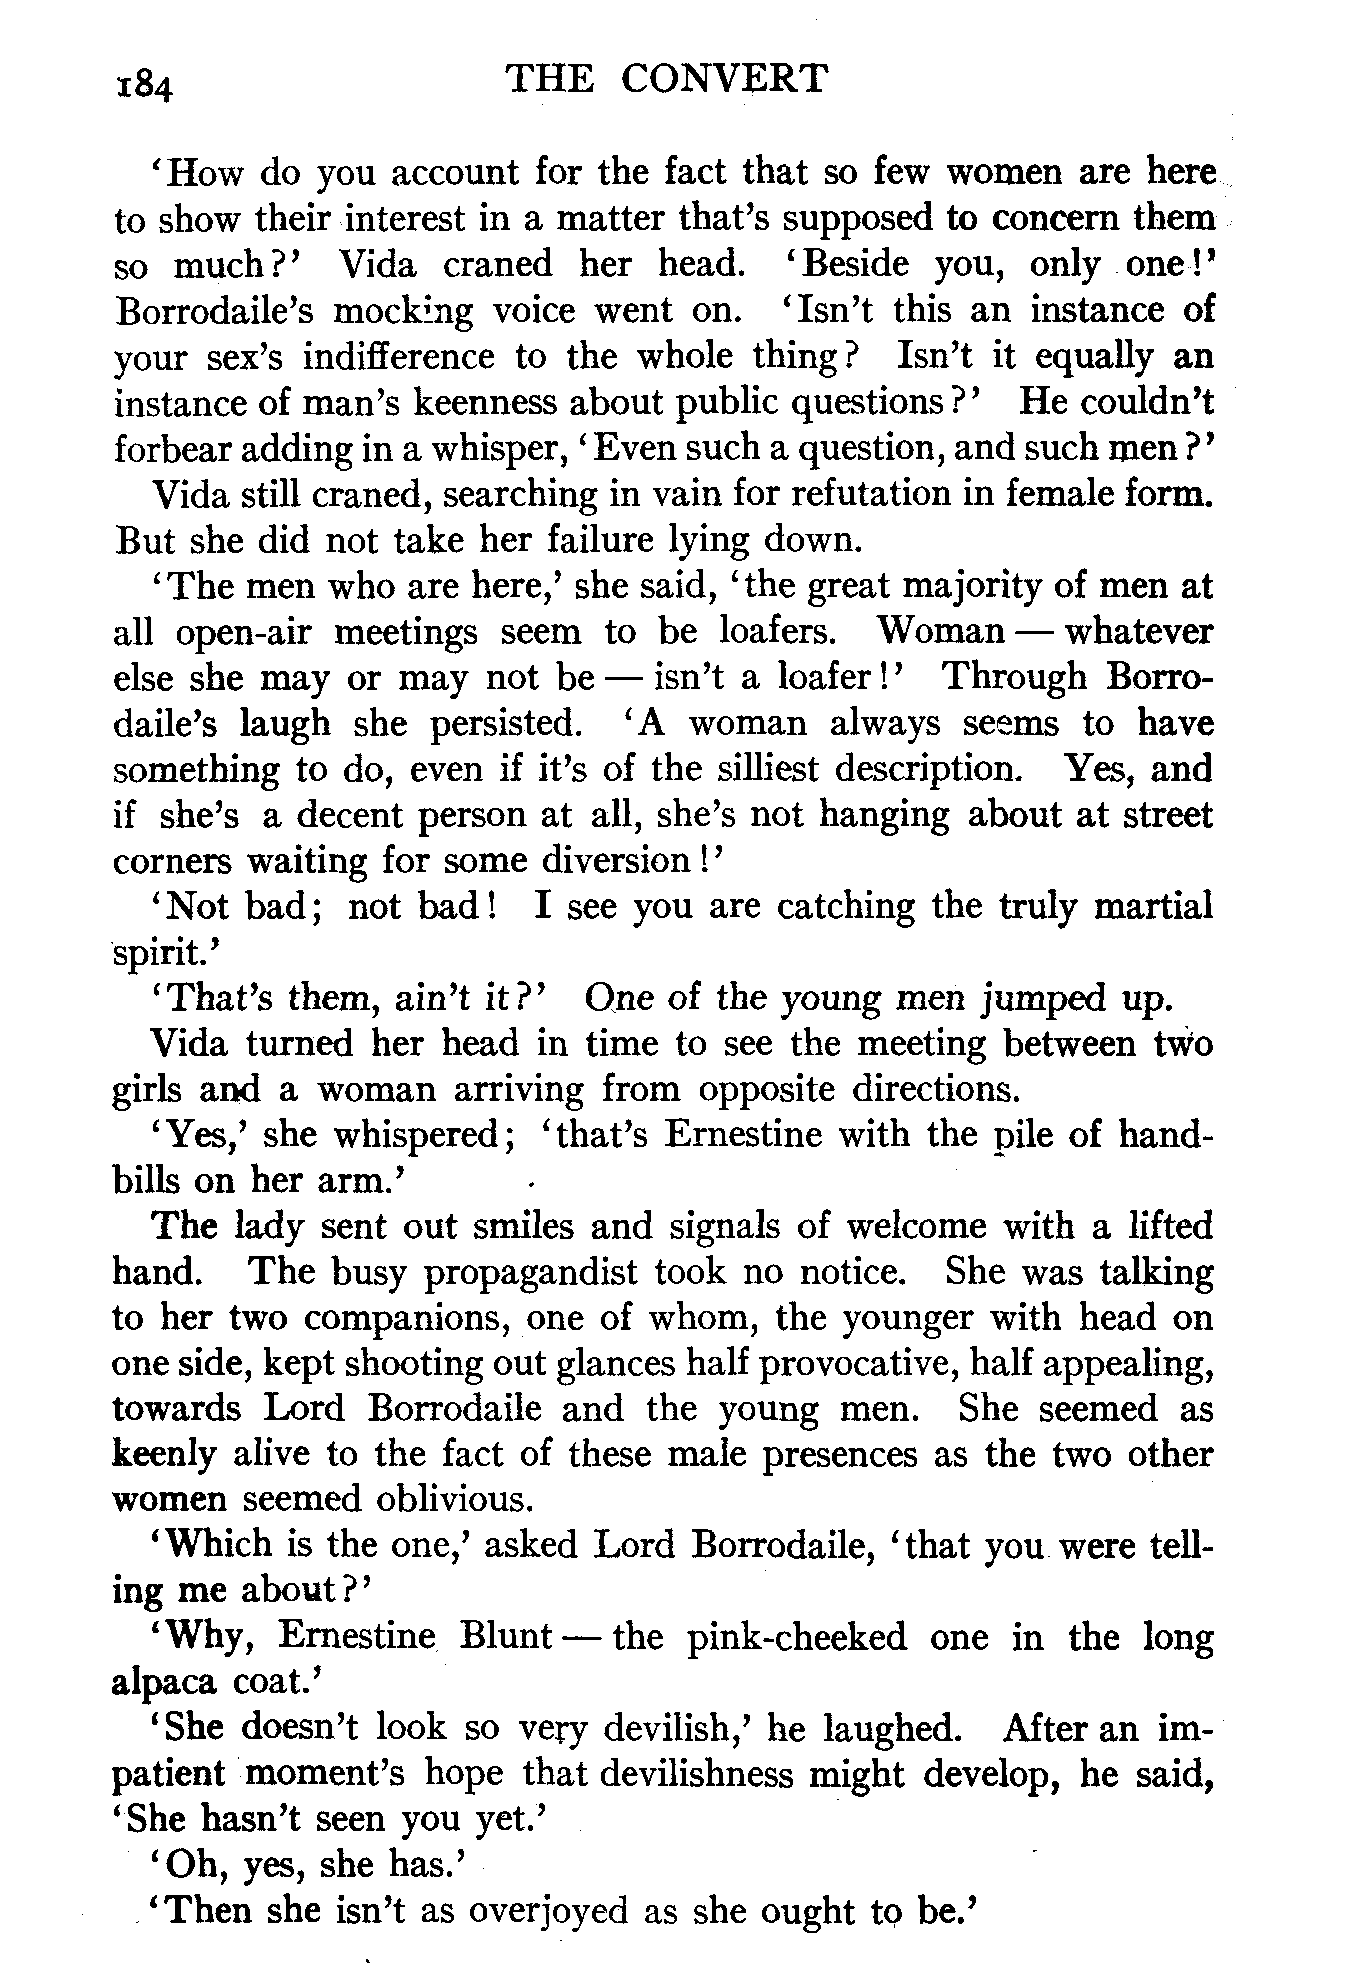 184 THE CONVERT
‘How do you account for the fact that so few women are here
to show their interest in a matter that’s supposed to concern them
so much?’ Vida craned her head. ‘Beside you, only one!’
Borrodaile’s mocking voice went on. ‘Isn’t this an instance of
your sex’s indifference to the whole thing? Isn’t it equally an
instance of man’s keenness about public questions?’ He couldn’t
forbear adding in a whisper, ‘Even such a question, and such men?’
Vida still craned, searching in vain for refutation in female form.
But she did not take her failure lying down.
‘The men who are here,’ she said, ‘the great majority of men at
all open-air meetings seem to be loafers. Woman — whatever
else she may or may not be — isn’t a loafer!’ Through Borro-
daile’s laugh she persisted. ‘A woman always seems to have
something to do, even if it’s of the silliest description. Yes, and
if she’s a decent person at all, she’s not hanging about at street
corners waiting for some diversion!’
‘Not bad; not bad! I see you are catching the truly martial
spirit.’
‘That’s them, ain’t it?’ One of the young men jumped up.
Vida turned her head in time to see the meeting between two
girls and a woman arriving from opposite directions.
‘Yes,’ she whispered; ‘that’s Ernestine with the pile of hand-
bills on her arm.’
The lady sent out smiles and signals of welcome with a lifted
hand. The busy propagandist took no notice. She was talking
to her two companions, one of whom, the younger with head on
one side, kept shooting out glances half provocative, half appealing,
towards Lord Borrodaile and the young men. She seemed as
keenly alive to the fact of these male presences as the two other
women seemed oblivious.
‘Which is the one,’ asked Lord Borrodaile, ‘that you were tell-
ing me about?’
‘Why, Ernestine Blunt — the pink-cheeked one in the long
alpaca coat.’
‘She doesn’t look so very devilish,’ he laughed. After an im-
patient moment’s hope that devilishness might develop, he said,
‘She hasn’t seen you yet.’
‘Oh, yes, she has.’
‘Then she isn’t as overjoyed as she ought to be.’